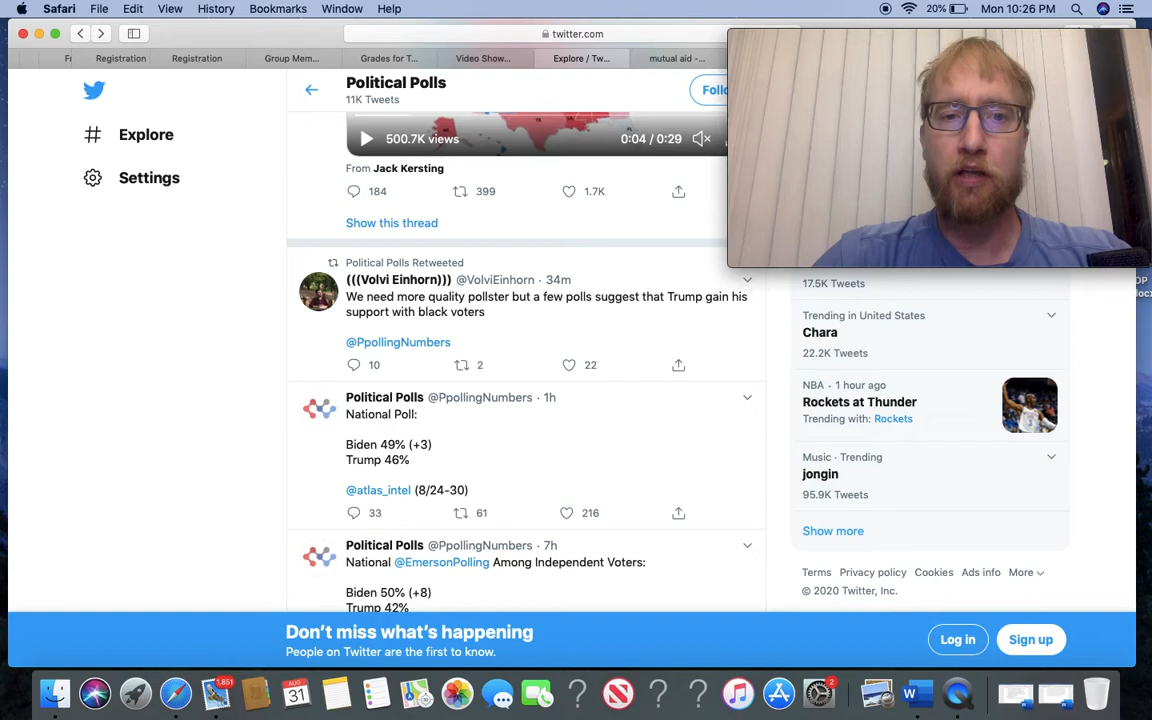 Safari File Edit View History Bookmarks Window Help 20% Mon 10:26 PM
twitter.com
Registration Registration Group Mem... Grades for T... Video Show... Explore / Tw... mutual aid -...
Political Polls
11K Tweets
Explore
Settings
500.7K views 0:04 / 0:29
From Jack Kersting
184 399 1.7K
Show this thread
Political Polls Retweeted
(((Volvi Einhorn))) @VolviEinhorn · 34m
We need more quality pollster but a few polls suggest that Trump gain his
support with black voters
@PpollingNumbers
10 2 22
Political Polls @PpollingNumbers · 1h
National Poll:
Biden 49% (+3)
Trump 46%
@atlas_intel (8/24-30)
33 61 216
Political Polls @PpollingNumbers · 7h
National @EmersonPolling Among Independent Voters:
Biden 50% (+8)
Trump 42%
17.5K Tweets
Trending in United States
Chara
22.2K Tweets
NBA · 1 hour ago
Rockets at Thunder
Trending with: Rockets
Music · Trending
jongin
95.9K Tweets
Show more
Terms Privacy policy Cookies Ads info More
© 2020 Twitter, Inc.
Don't miss what's happening
People on Twitter are the first to know.
Log in Sign up
1,851
AUG
31
2